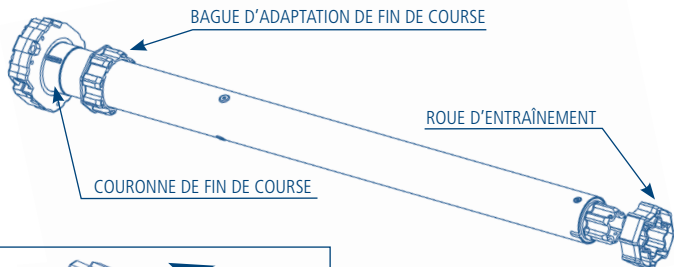 BAGUE D'ADAPTATION DE FIN DE COURSE
ROUE D'ENTRAÎNEMENT
COURONNE DE FIN DE COURSE